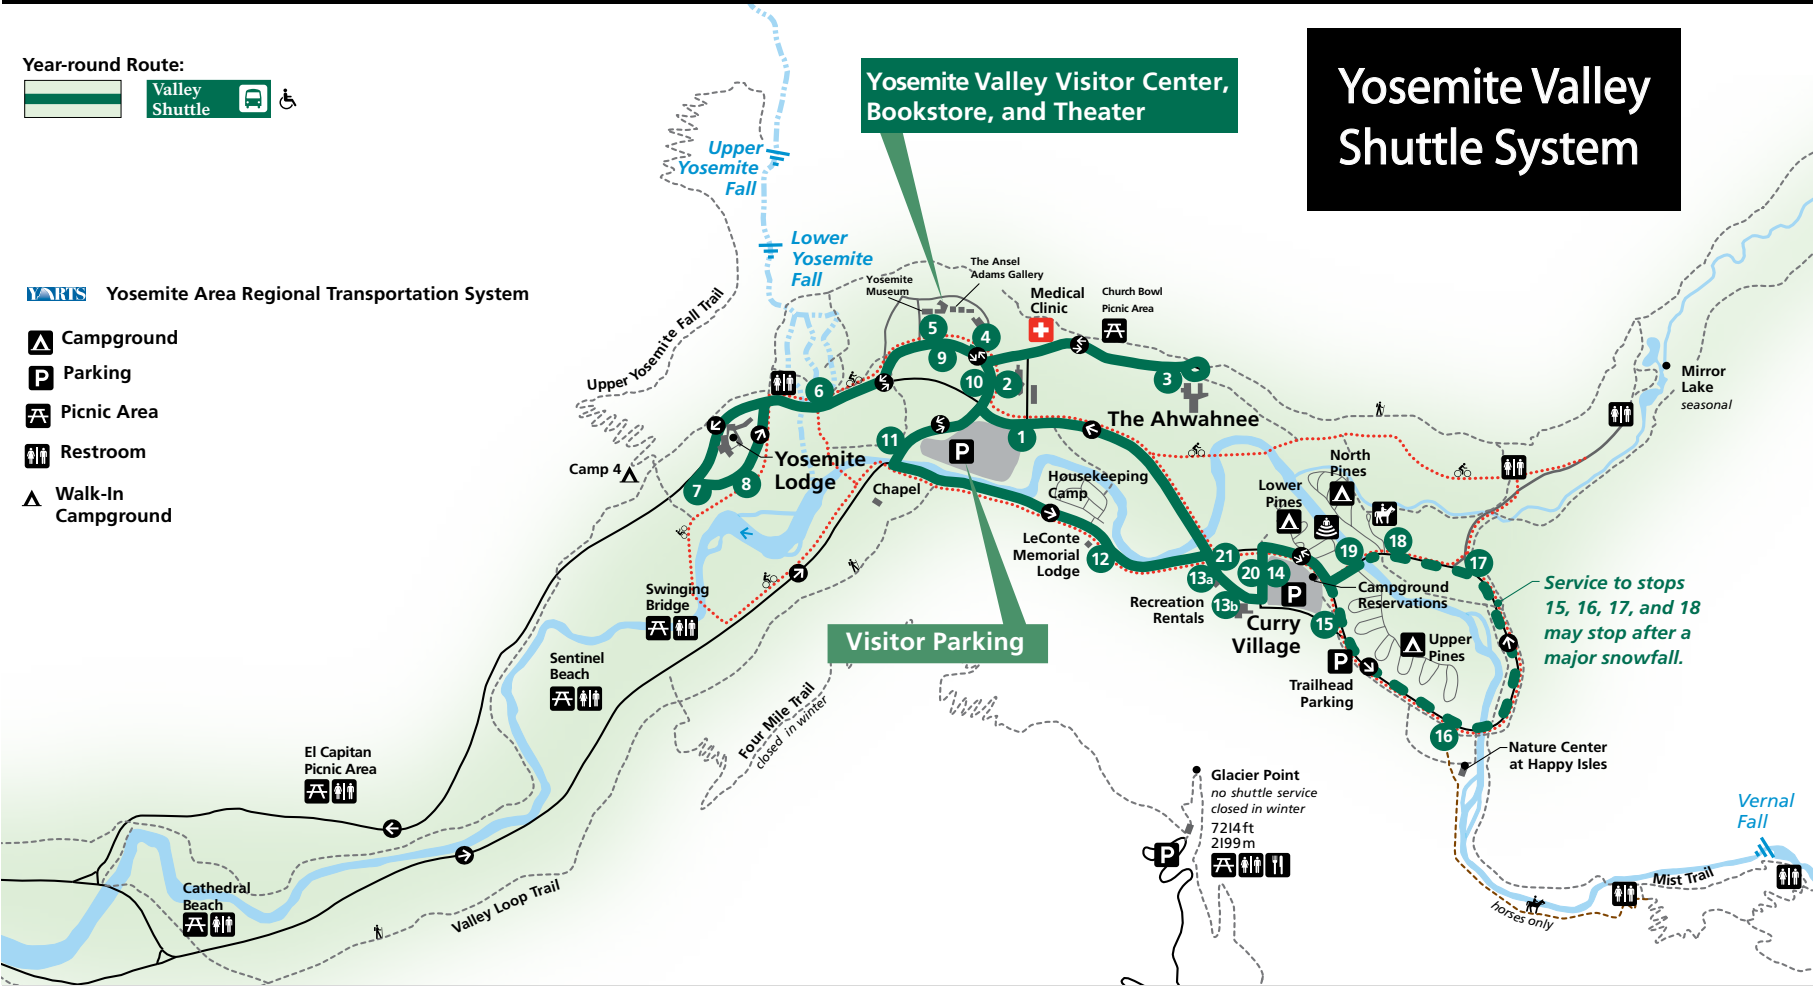 Yosemite Valley
Shuttle System
Year-round Route:
Valley
Shuttle
Yosemite Valley Visitor Center,
Bookstore, and Theater
Upper
Yosemite
Fall
Lower
Yosemite
Fall
YARTS Yosemite Area Regional Transportation System
Campground
P Parking
Picnic Area
Restroom
Walk-In
Campground
Upper Yosemite Fall Trail
Yosemite
Museum
The Ansel
Adams Gallery
Medical
Clinic
Church Bowl
Picnic Area
5
4
9
10
2
3
6
1
11
7
8
The Ahwahnee
Mirror
Lake
seasonal
Camp 4
Yosemite
Lodge
P
Chapel
Housekeeping
Camp
North
Pines
Lower
Pines
LeConte
Memorial
Lodge
12
21
13a
13b
20
14
19
18
17
P
Campground
Reservations
Recreation
Rentals
Curry
Village
15
Upper
Pines
P
Trailhead
Parking
16
Service to stops
15, 16, 17, and 18
may stop after a
major snowfall.
Swinging
Bridge
Visitor Parking
Sentinel
Beach
Four Mile Trail
closed in winter
El Capitan
Picnic Area
Nature Center
at Happy Isles
Glacier Point
no shuttle service
closed in winter
7214 ft
2199 m
P
Vernal
Fall
Mist Trail
horses only
Cathedral
Beach
Valley Loop Trail